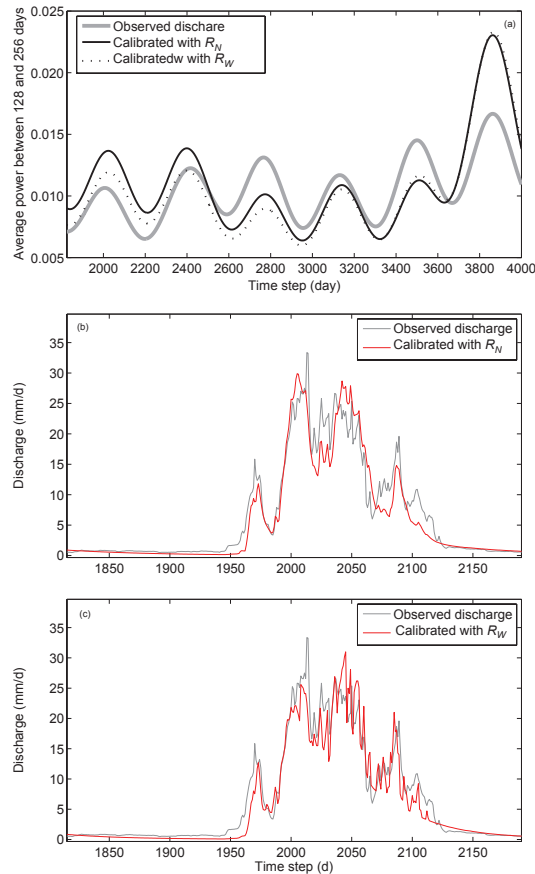 0.025
0.020
0.015
0.010
0.005
Average power between 128 and 256 days
Observed dischare
Calibrated with R_N
Calibratedw with R_W
(a)
2000 2200 2400 2600 2800 3000 3200 3400 3600 3800 4000
Time step (day)
(b)
Observed discharge
Calibrated with R_N
35
30
25
20
15
10
5
0
Discharge (mm/d)
1850 1900 1950 2000 2050 2100 2150
(c)
Observed discharge
Calibrated with R_W
35
30
25
20
15
10
5
0
Discharge (mm/d)
1850 1900 1950 2000 2050 2100 2150
Time step (d)